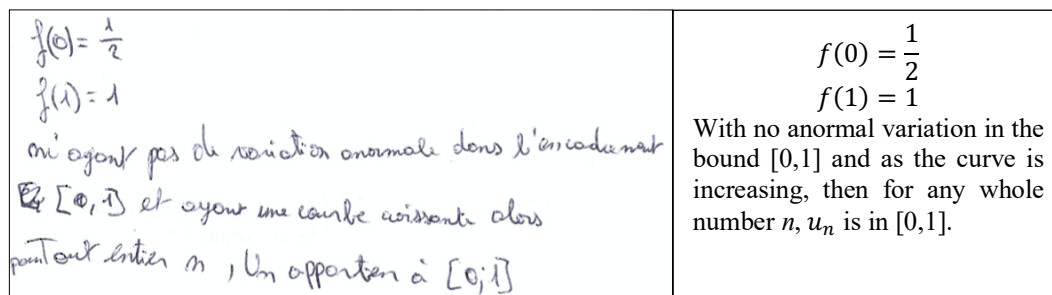 f(0) = 1/2
f(1) = 1
n'ayant pas de variation anormale dans l'encadrement
[0,1] et ayant une courbe croissante alors
pour tout entier n, Un appartien à [0;1]
f(0) = 1/2
f(1) = 1
With no anormal variation in the
bound [0,1] and as the curve is
increasing, then for any whole
number n, uₙ is in [0,1].